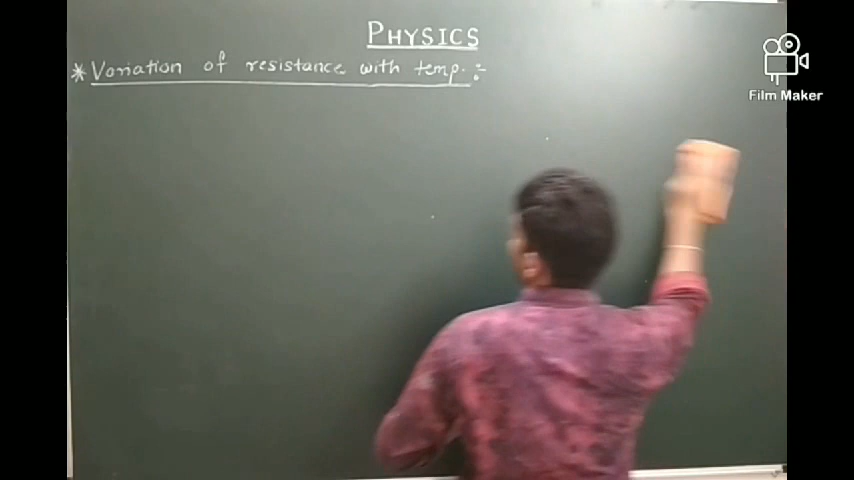 PHYSICS
* Variation of resistance with temp. :-
Film Maker